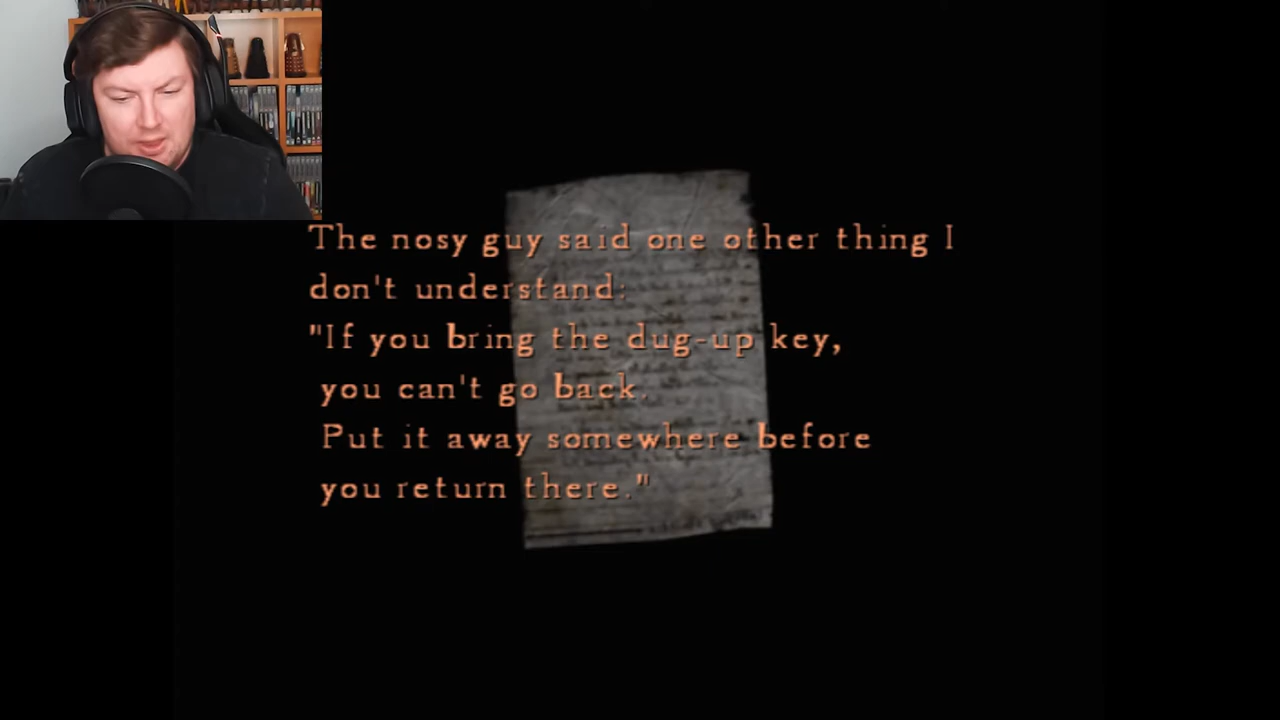 The nosy guy said one other thing I
don't understand:
"If you bring the dug-up key,
you can't go back.
Put it away somewhere before
you return there."